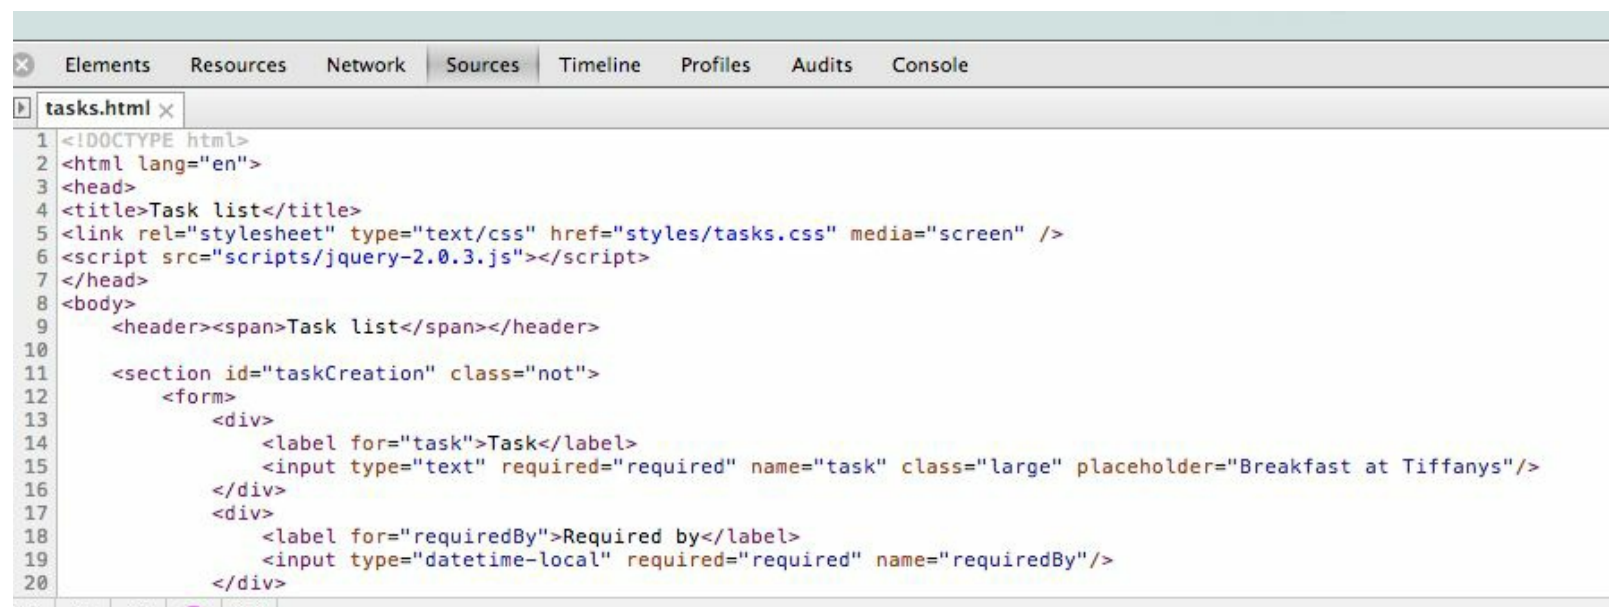 Elements Resources Network Sources Timeline Profiles Audits Console
tasks.html
1 <!DOCTYPE html>
2 <html lang="en">
3 <head>
4 <title>Task list</title>
5 <link rel="stylesheet" type="text/css" href="styles/tasks.css" media="screen" />
6 <script src="scripts/jquery-2.0.3.js"></script>
7 </head>
8 <body>
9     <header><span>Task list</span></header>
10
11     <section id="taskCreation" class="not">
12         <form>
13             <div>
14                 <label for="task">Task</label>
15                 <input type="text" required="required" name="task" class="large" placeholder="Breakfast at Tiffanys"/>
16             </div>
17             <div>
18                 <label for="requiredBy">Required by</label>
19                 <input type="datetime-local" required="required" name="requiredBy"/>
20             </div>